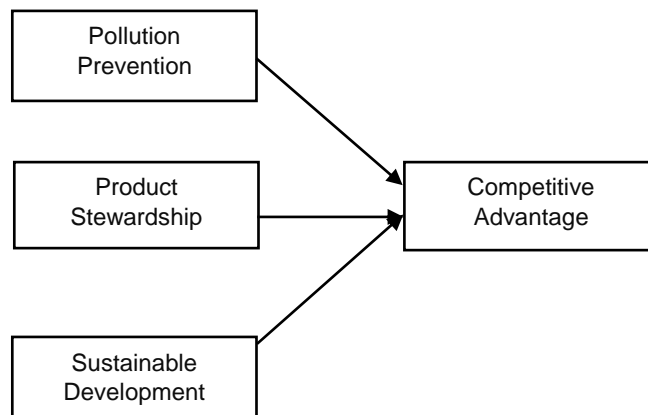 Pollution
Prevention
Product
Stewardship
Competitive
Advantage
Sustainable
Development